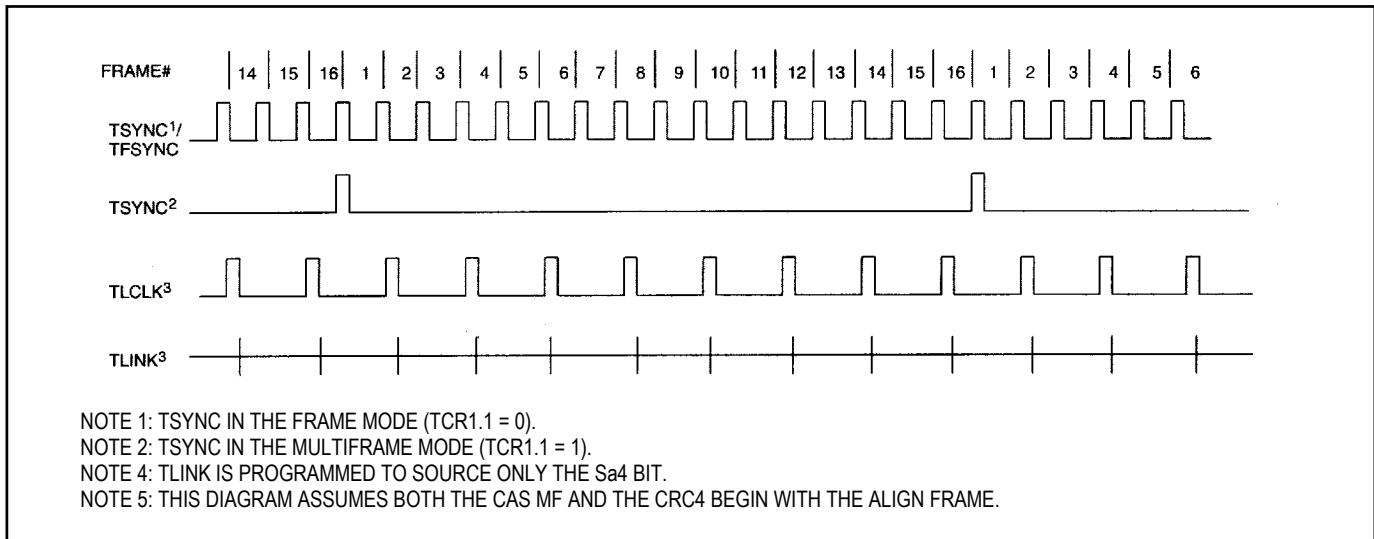 FRAME# 14 15 16 1 2 3 4 5 6 7 8 9 10 11 12 13 14 15 16 1 2 3 4 5 6
TSYNC1/
TFSYNC
TSYNC2
TLCLK3
TLINK3
NOTE 1: TSYNC IN THE FRAME MODE (TCR1.1 = 0).
NOTE 2: TSYNC IN THE MULTIFRAME MODE (TCR1.1 = 1).
NOTE 4: TLINK IS PROGRAMMED TO SOURCE ONLY THE Sa4 BIT.
NOTE 5: THIS DIAGRAM ASSUMES BOTH THE CAS MF AND THE CRC4 BEGIN WITH THE ALIGN FRAME.